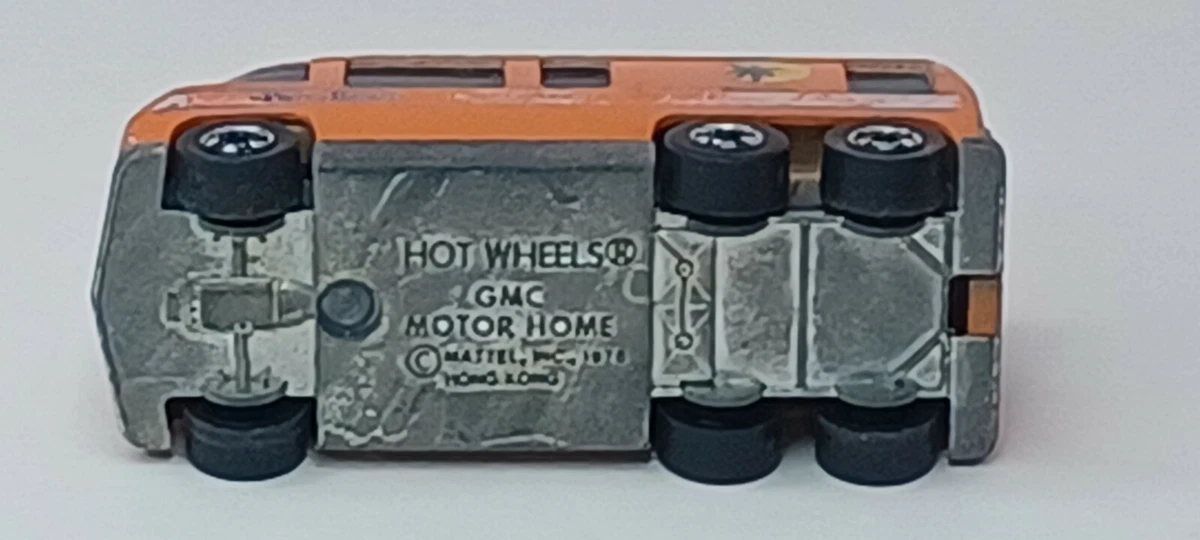 HOT WHEELS®
GMC
MOTOR HOME
© MATTEL, INC., 1976
HONG KONG